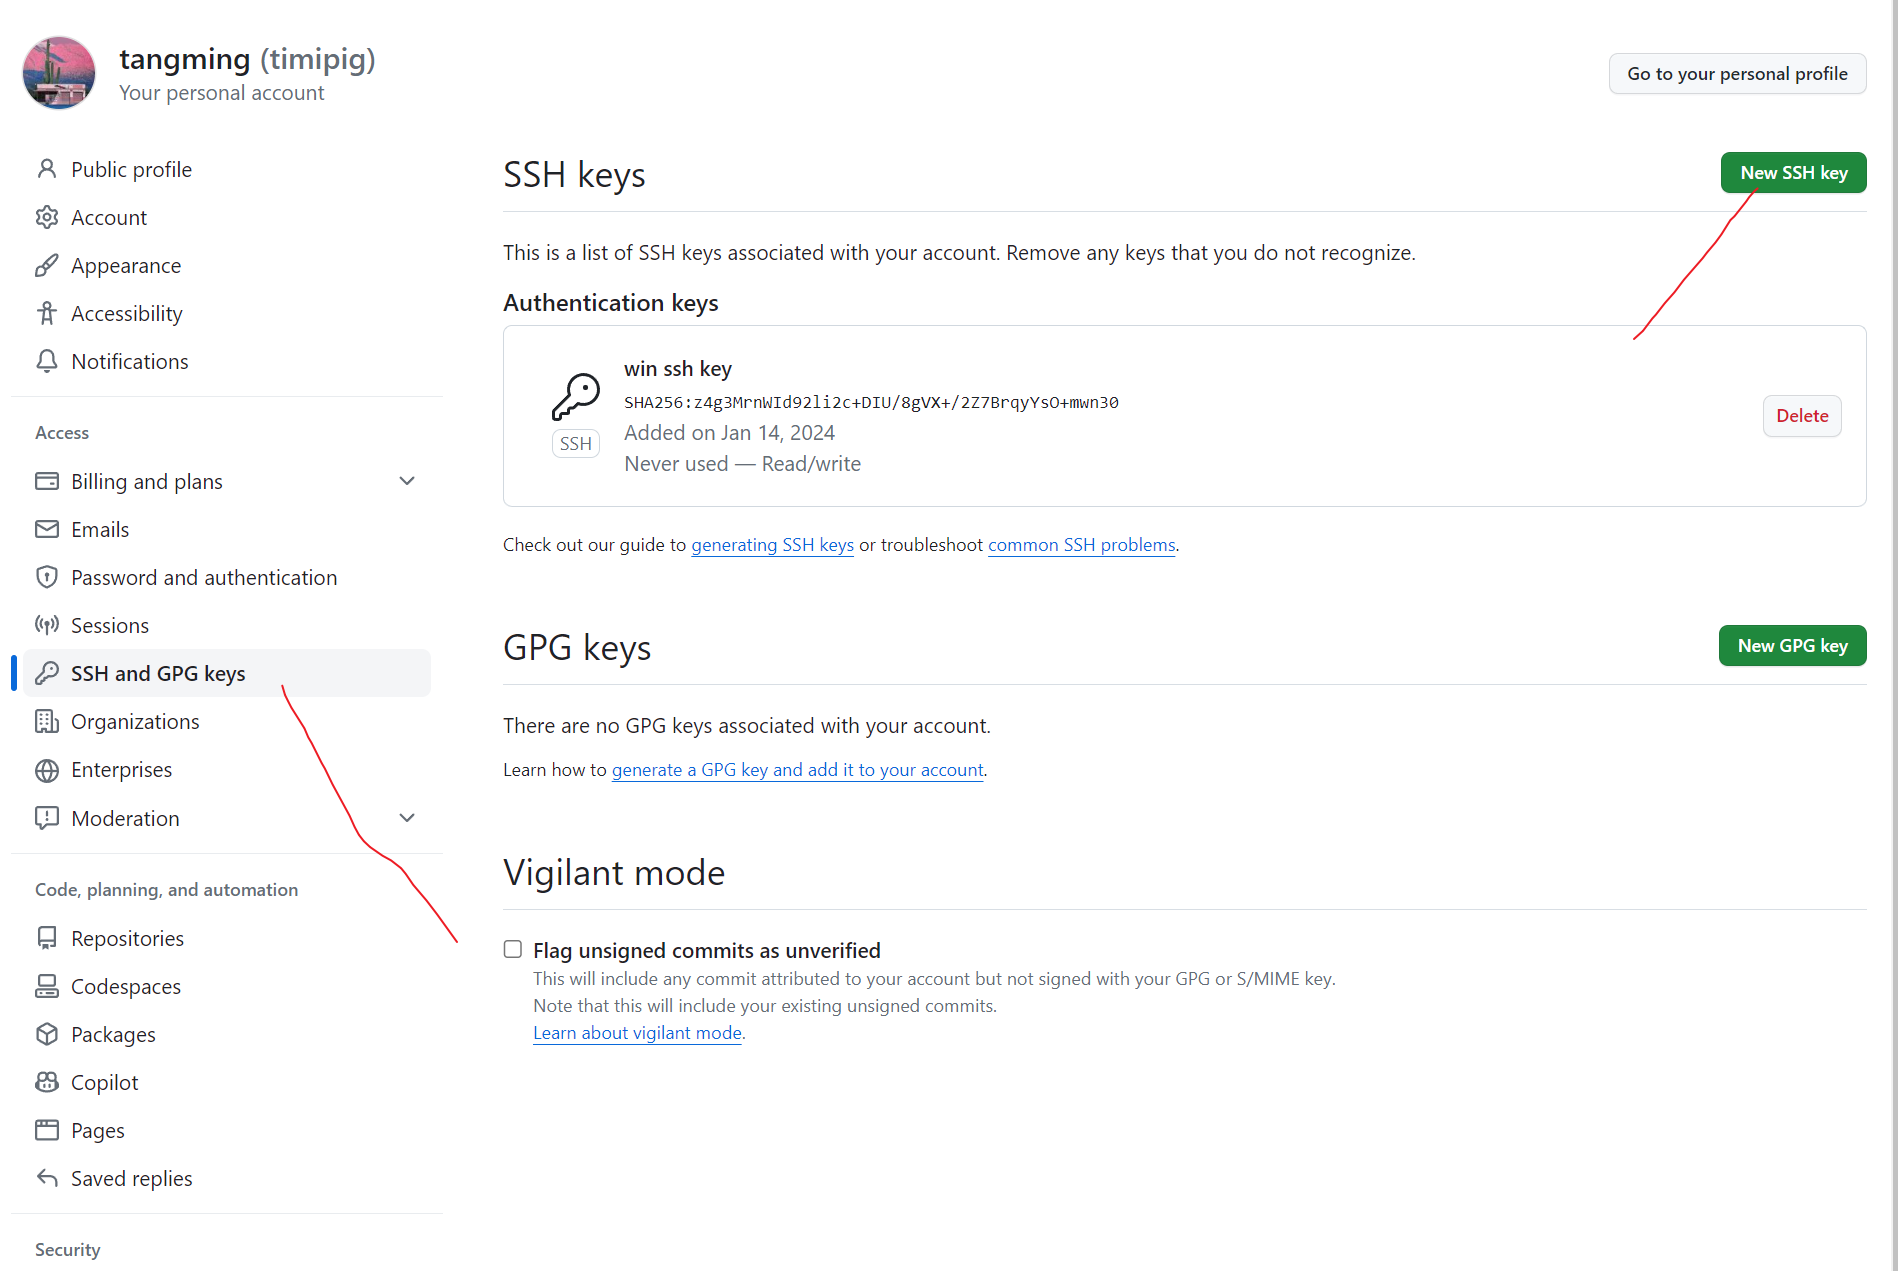 tangming (timipig)
Your personal account
Go to your personal profile
Public profile
Account
Appearance
Accessibility
Notifications
Access
Billing and plans
Emails
Password and authentication
Sessions
SSH and GPG keys
Organizations
Enterprises
Moderation
Code, planning, and automation
Repositories
Codespaces
Packages
Copilot
Pages
Saved replies
Security
SSH keys
New SSH key
This is a list of SSH keys associated with your account. Remove any keys that you do not recognize.
Authentication keys
win ssh key
SHA256:z4g3MrnWId92li2c+DIU/8gVX+/2Z7BrqyYsO+mwn30
SSH
Added on Jan 14, 2024
Never used — Read/write
Delete
Check out our guide to generating SSH keys or troubleshoot common SSH problems.
GPG keys
New GPG key
There are no GPG keys associated with your account.
Learn how to generate a GPG key and add it to your account.
Vigilant mode
Flag unsigned commits as unverified
This will include any commit attributed to your account but not signed with your GPG or S/MIME key.
Note that this will include your existing unsigned commits.
Learn about vigilant mode.